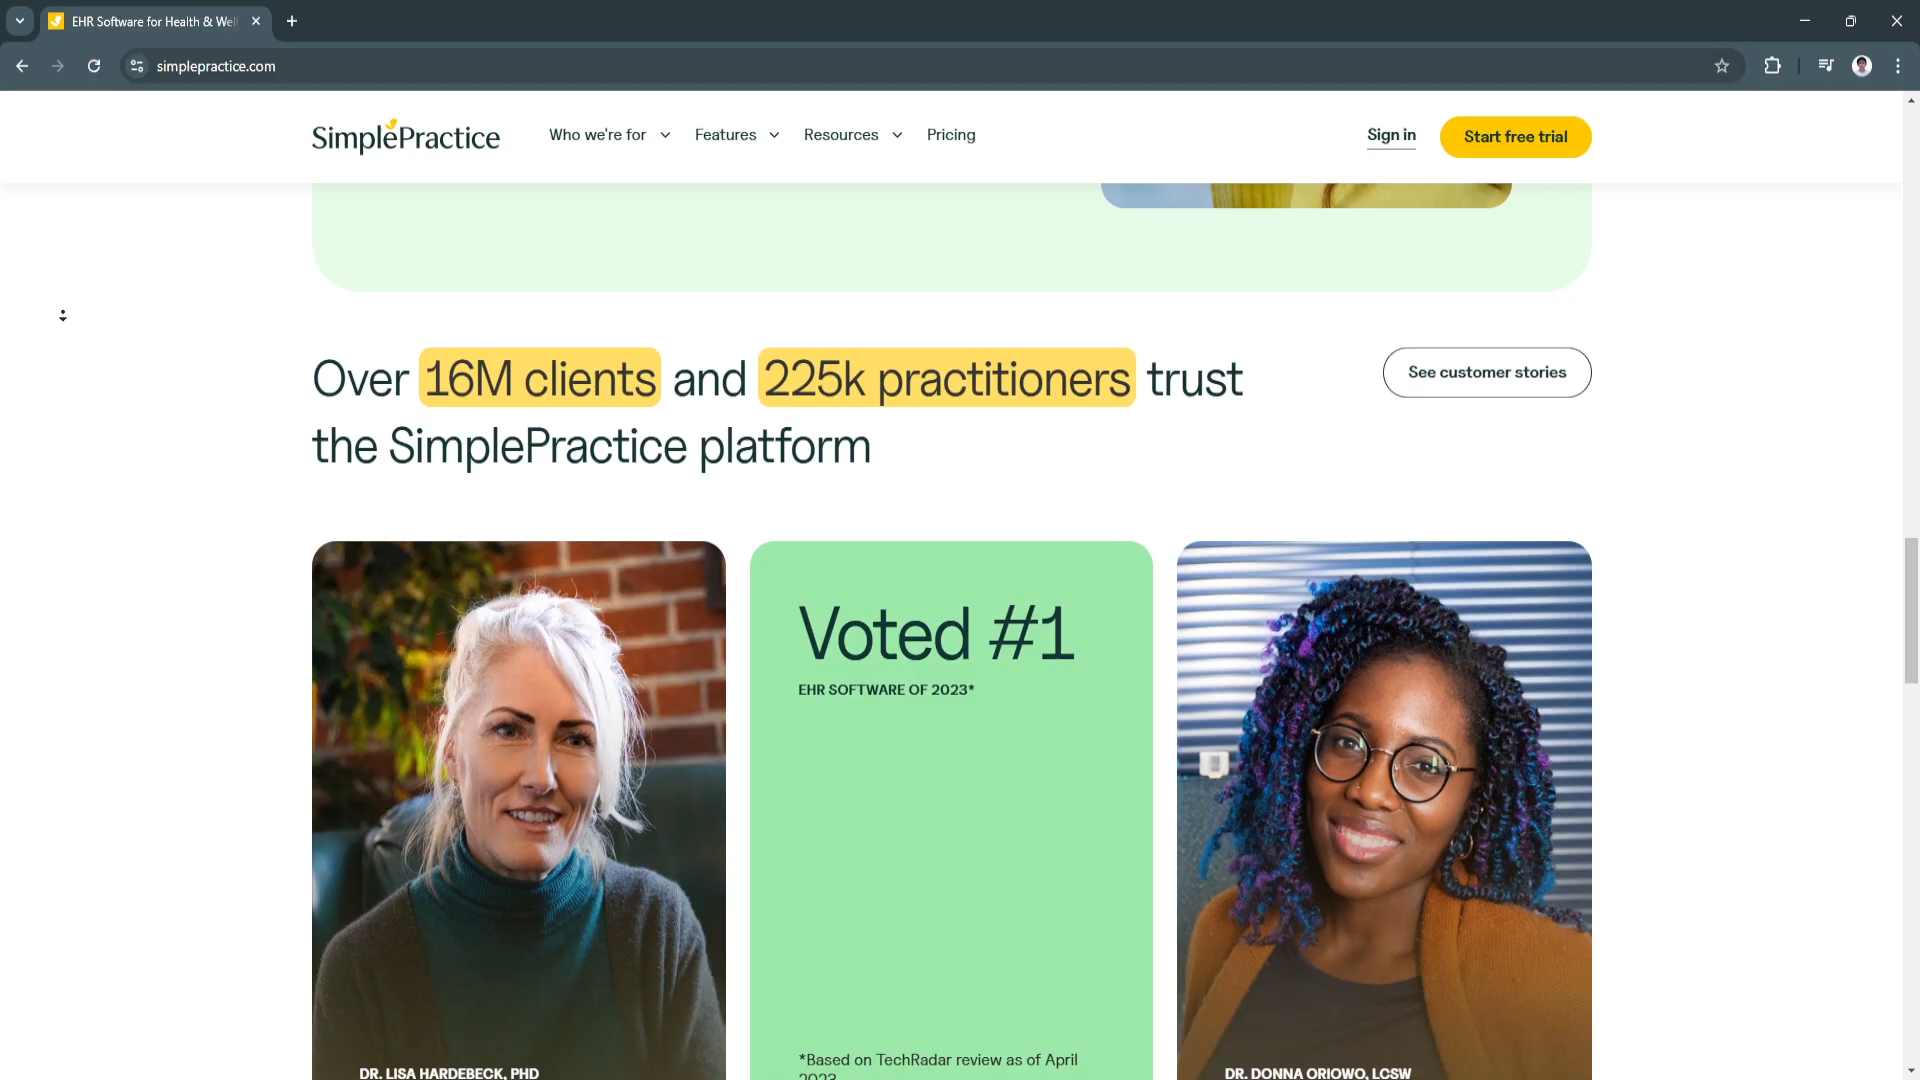 EHR Software for Health & Wel
simplepractice.com
SimplePractice
Who we're for
Features
Resources
Pricing
Sign in
Start free trial
Over 16M clients and 225k practitioners trust
the SimplePractice platform
See customer stories
Voted #1
EHR SOFTWARE OF 2023*
*Based on TechRadar review as of April
2023
DR. LISA HARDEBECK, PHD
DR. DONNA ORIOWO, LCSW